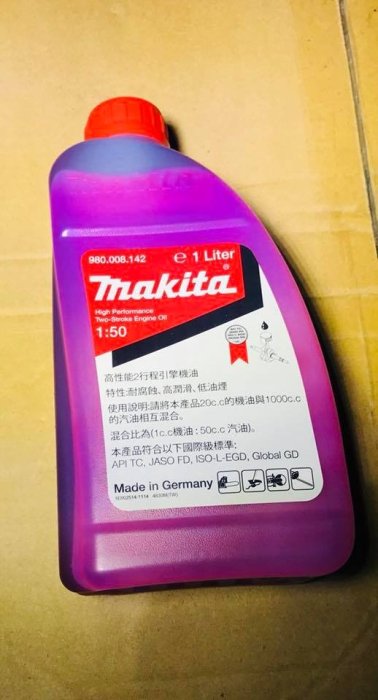 980.008.142 e 1 Liter
makita®
High Performance
Two-Stroke Engine Oil
1:50
高性能2行程引擎機油
特性:耐腐蝕、高潤滑、低油煙
使用說明:請將本產品20c.c的機油與1000c.c
的汽油相互混合。
混合比為(1c.c機油 : 50c.c 汽油)。
本產品符合以下國際級標準:
API TC, JASO FD, ISO-L-EGD, Global GD
Made in Germany